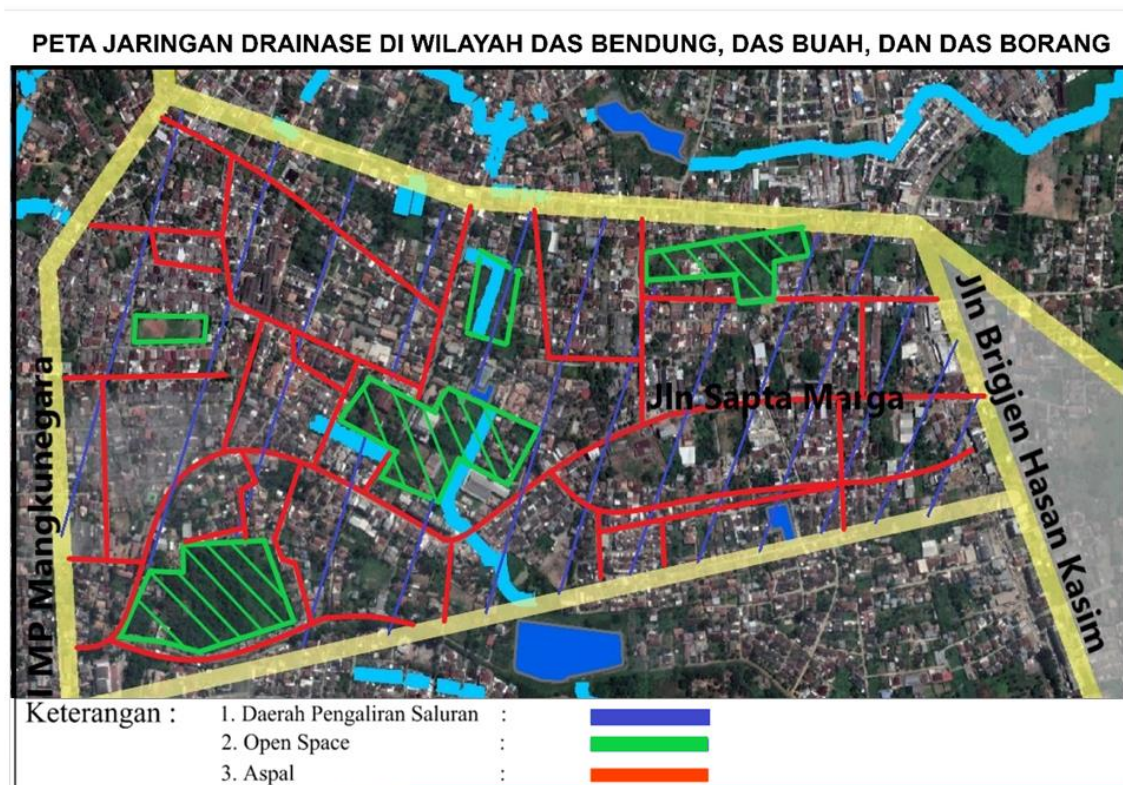 PETA JARINGAN DRAINASE DI WILAYAH DAS BENDUNG, DAS BUAH, DAN DAS BORANG
Jln Brigjen Hasan Kasim
Jln Sapta Marga
l MP Mangkunegara
Keterangan :
1. Daerah Pengaliran Saluran :
2. Open Space :
3. Aspal :